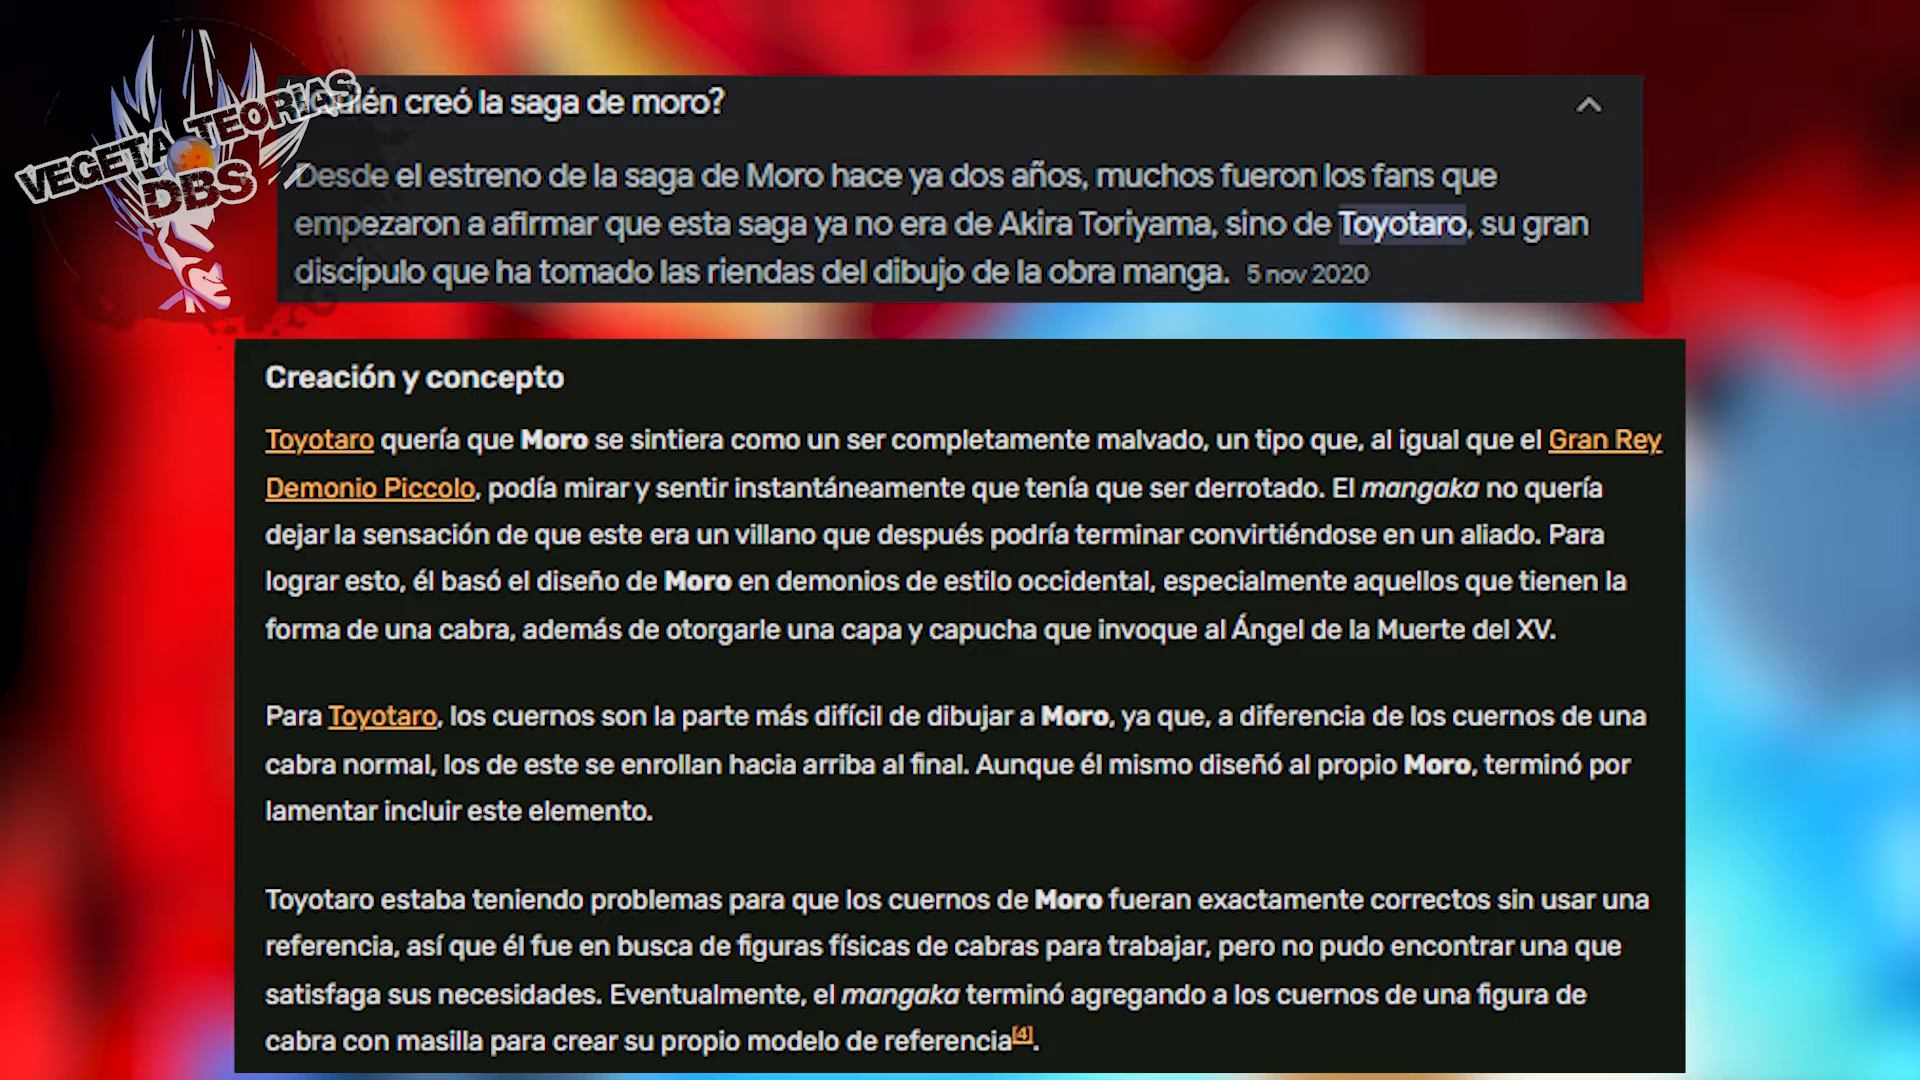 VEGETA TEORIAS
DBS
quién creó la saga de moro?
Desde el estreno de la saga de Moro hace ya dos años, muchos fueron los fans que
empezaron a afirmar que esta saga ya no era de Akira Toriyama, sino de Toyotaro, su gran
discípulo que ha tomado las riendas del dibujo de la obra manga. 5 nov 2020
Creación y concepto
Toyotaro quería que Moro se sintiera como un ser completamente malvado, un tipo que, al igual que el Gran Rey
Demonio Piccolo, podía mirar y sentir instantáneamente que tenía que ser derrotado. El mangaka no quería
dejar la sensación de que este era un villano que después podría terminar convirtiéndose en un aliado. Para
lograr esto, él basó el diseño de Moro en demonios de estilo occidental, especialmente aquellos que tienen la
forma de una cabra, además de otorgarle una capa y capucha que invoque al Ángel de la Muerte del XV.
Para Toyotaro, los cuernos son la parte más difícil de dibujar a Moro, ya que, a diferencia de los cuernos de una
cabra normal, los de este se enrollan hacia arriba al final. Aunque él mismo diseñó al propio Moro, terminó por
lamentar incluir este elemento.
Toyotaro estaba teniendo problemas para que los cuernos de Moro fueran exactamente correctos sin usar una
referencia, así que él fue en busca de figuras físicas de cabras para trabajar, pero no pudo encontrar una que
satisfaga sus necesidades. Eventualmente, el mangaka terminó agregando a los cuernos de una figura de
cabra con masilla para crear su propio modelo de referencia[4].